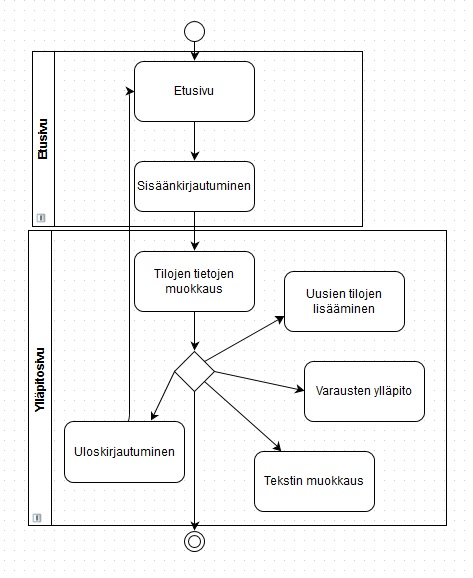 Etusivu
Etusivu
Sisäänkirjautuminen
Ylläpitosivu
Tilojen tietojen
muokkaus
Uusien tilojen
lisääminen
Varausten ylläpito
Uloskirjautuminen
Tekstin muokkaus